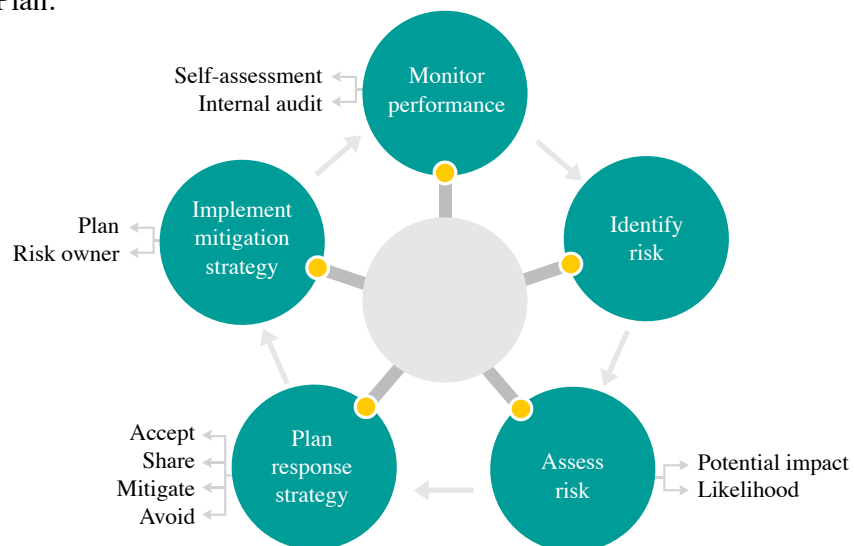 Plan.
Monitor
performance
Self-assessment
Internal audit
Identify
risk
Assess
risk
Potential impact
Likelihood
Plan
response
strategy
Accept
Share
Mitigate
Avoid
Implement
mitigation
strategy
Plan
Risk owner